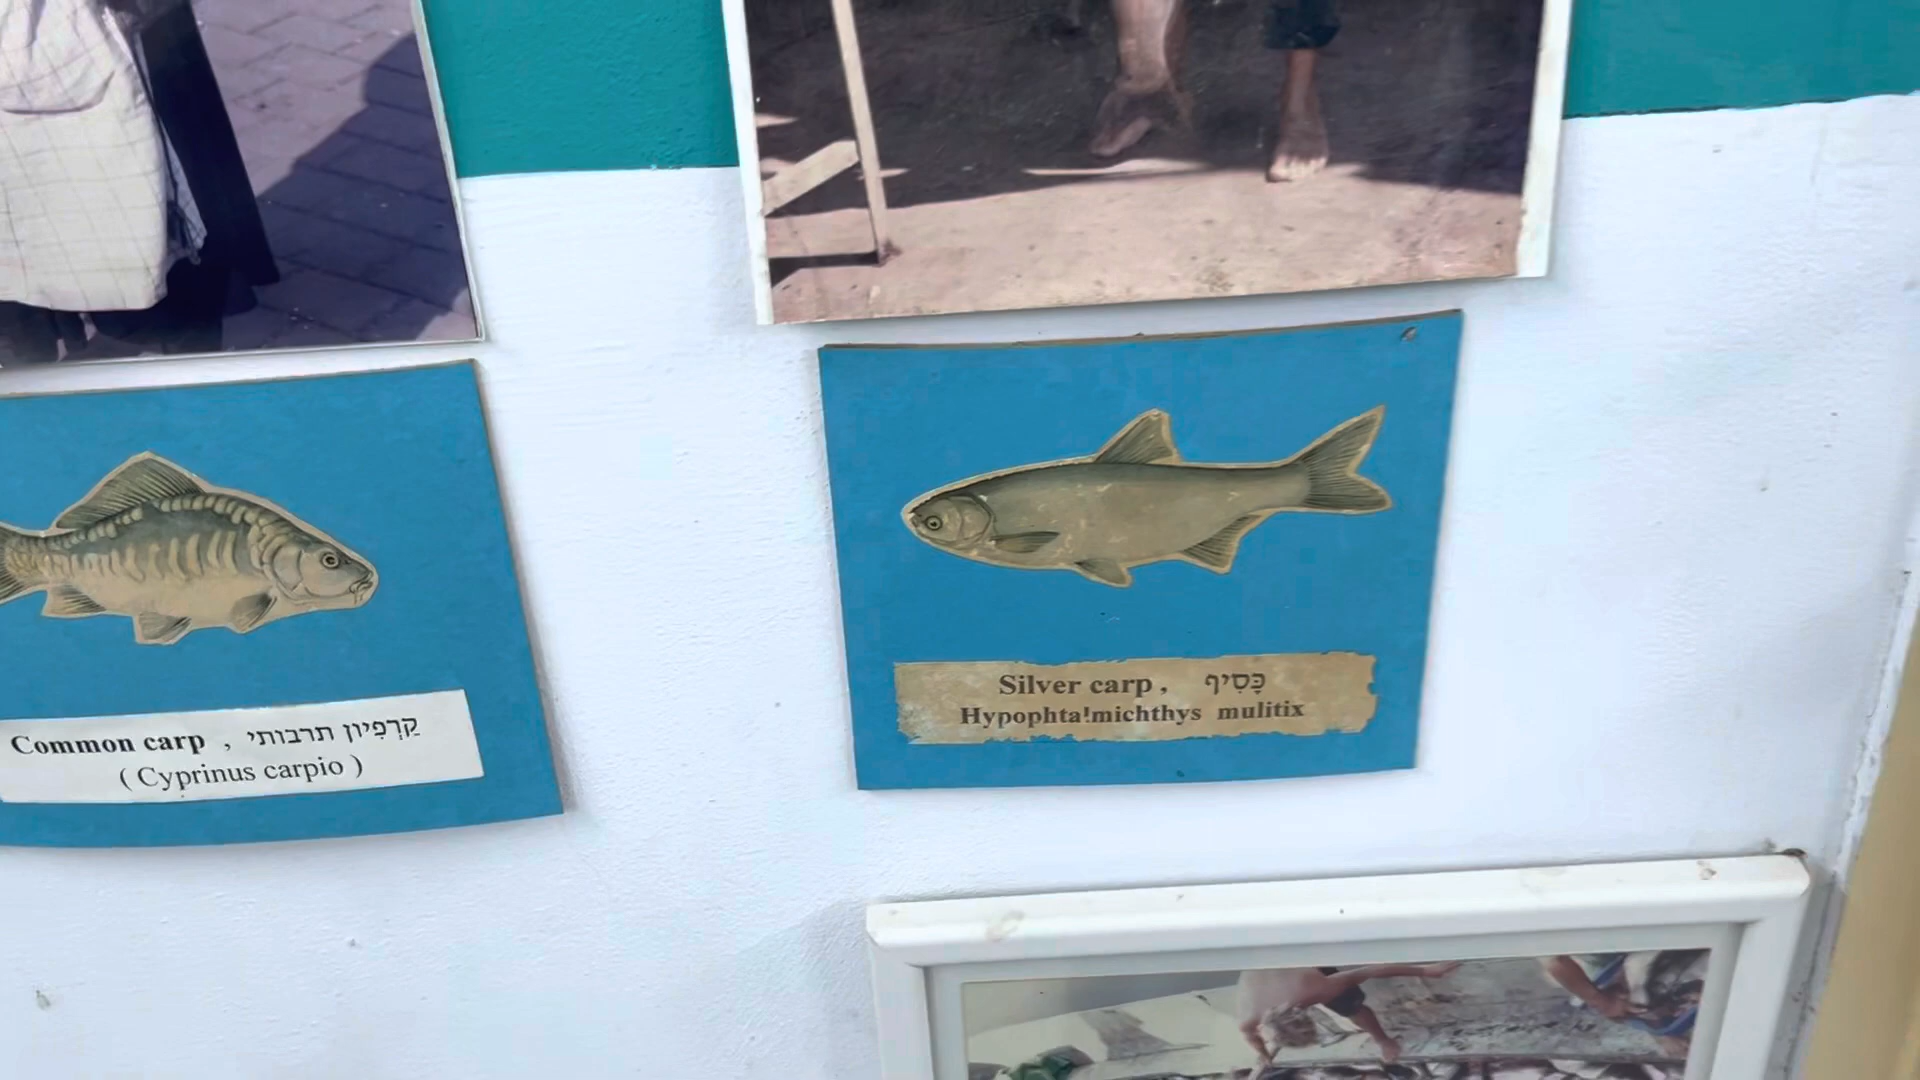 Common carp , קַרְפִּיוֹן תרבותי
( Cyprinus carpio )
Silver carp , כָּסִיף
Hypophta!michthys mulitix